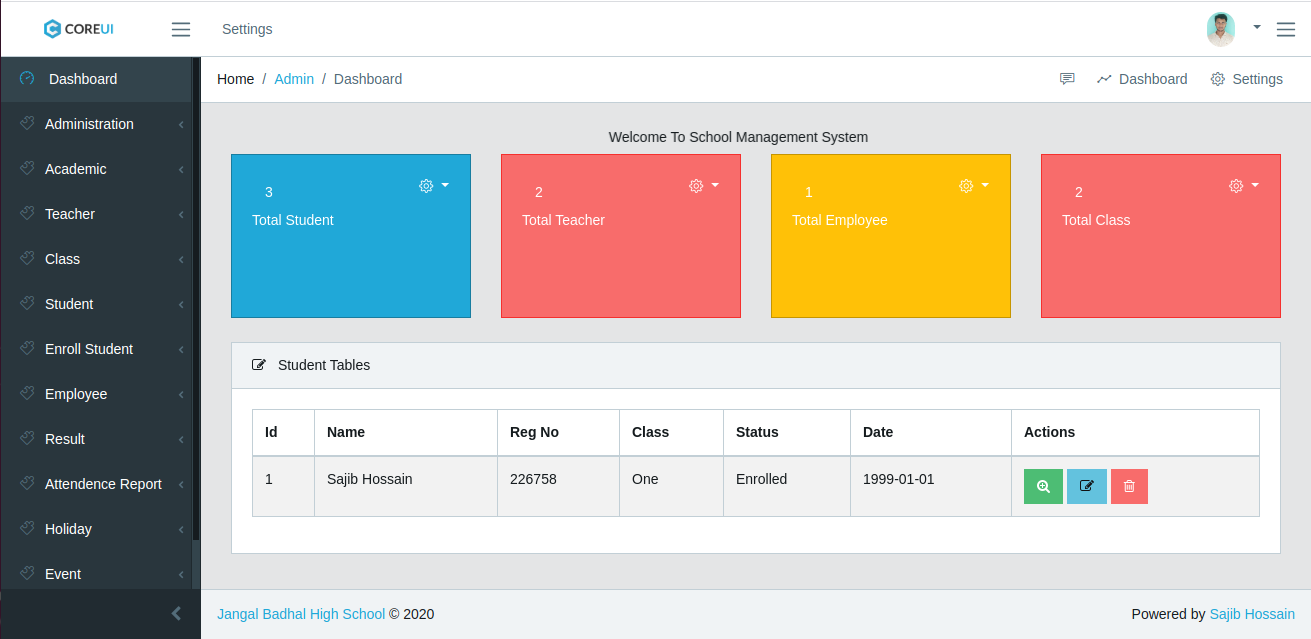 COREUI
Settings
Dashboard
Administration
Academic
Teacher
Class
Student
Enroll Student
Employee
Result
Attendence Report
Holiday
Event
Home / Admin / Dashboard
Dashboard
Settings
Welcome To School Management System
3
Total Student
2
Total Teacher
1
Total Employee
2
Total Class
Student Tables
Id Name Reg No Class Status Date Actions
1 Sajib Hossain 226758 One Enrolled 1999-01-01
Jangal Badhal High School © 2020
Powered by Sajib Hossain